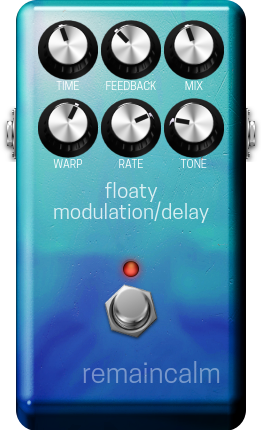 TIME FEEDBACK MIX
WARP RATE TONE
floaty
modulation/delay
remaincalm